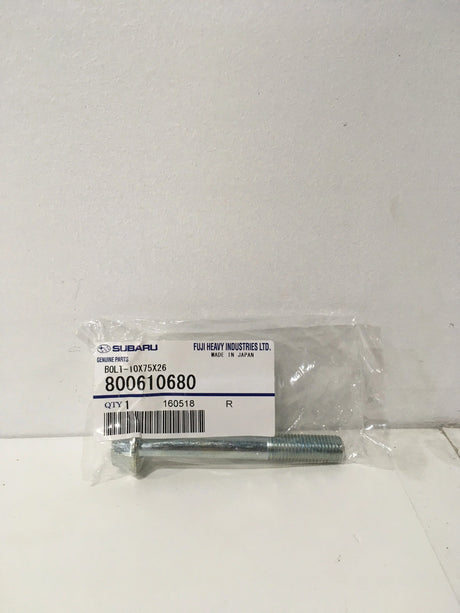 SUBARU FUJI HEAVY INDUSTRIES LTD.
GENUINE PARTS MADE IN JAPAN
BOLT-10X75X26
800610680
QTY 1 160518 R